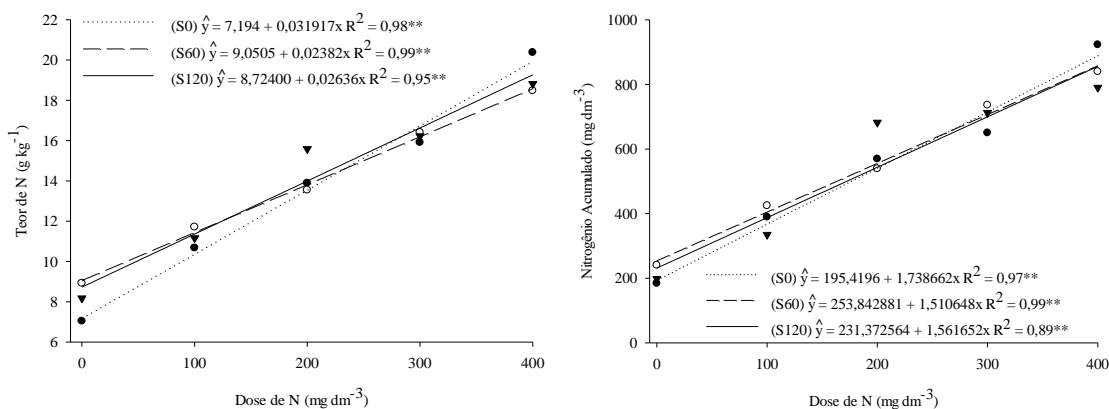 (S0) ŷ = 7,194 + 0,031917x R² = 0,98**
(S60) ŷ = 9,0505 + 0,02382x R² = 0,99**
(S120) ŷ = 8,72400 + 0,02636x R² = 0,95**
Teor de N (g kg⁻¹)
22
20
18
16
14
12
10
8
6
0 100 200 300 400
Dose de N (mg dm⁻³)
Nitrogênio Acumulado (mg dm⁻³)
1000
800
600
400
200
0
(S0) ŷ = 195,4196 + 1,738662x R² = 0,97**
(S60) ŷ = 253,842881 + 1,510648x R² = 0,99**
(S120) ŷ = 231,372564 + 1,561652x R² = 0,89**
0 100 200 300 400
Dose de N (mg dm⁻³)